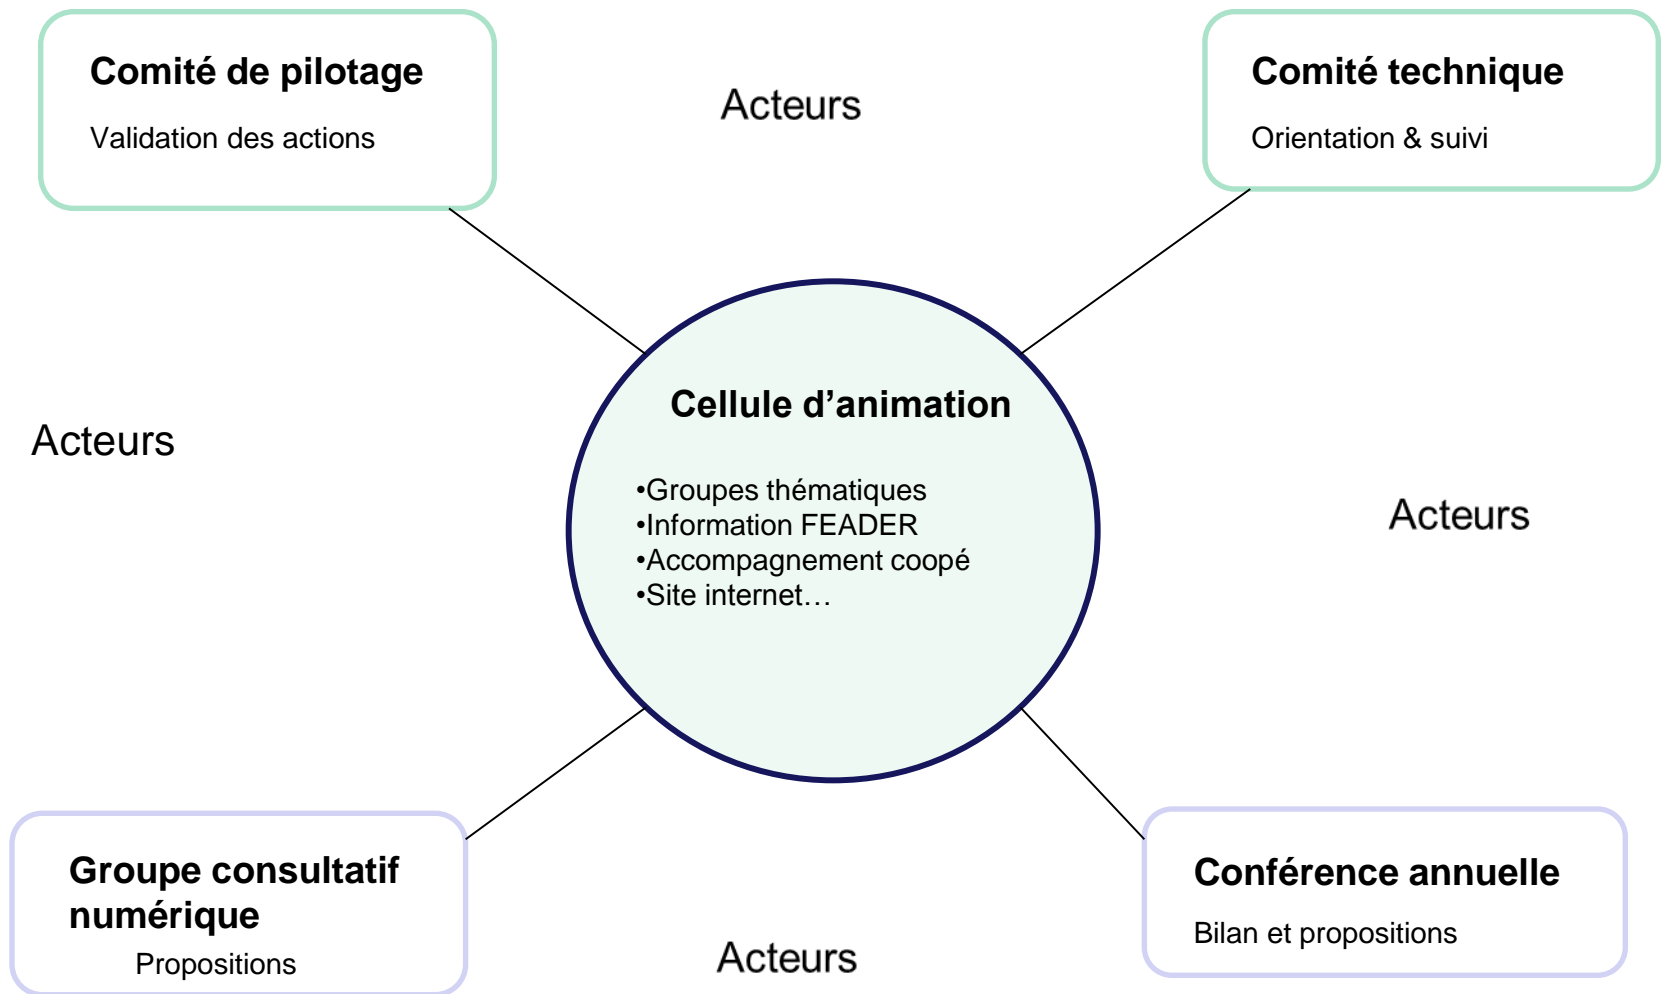 Comité de pilotage
Validation des actions
Acteurs
Comité technique
Orientation & suivi
Acteurs
Cellule d’animation
•Groupes thématiques
•Information FEADER
•Accompagnement coopé
•Site internet…
Acteurs
Groupe consultatif
numérique
Propositions
Acteurs
Conférence annuelle
Bilan et propositions